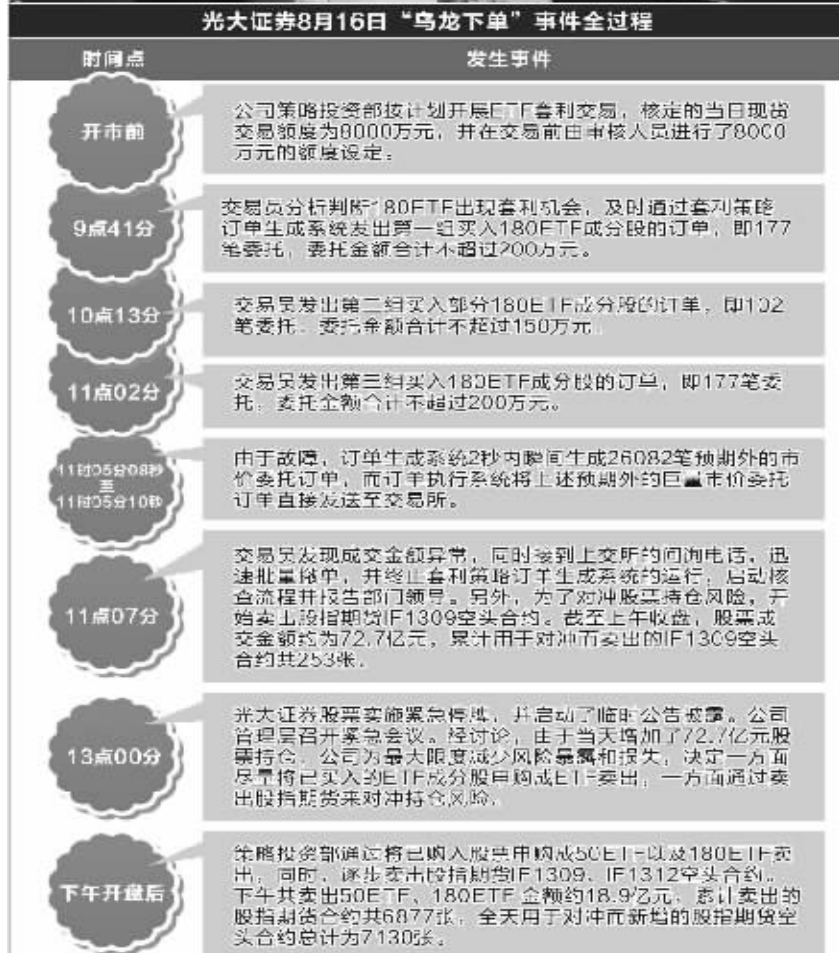 光大证券8月16日“乌龙下单”事件全过程
时间点
发生事件
开市前
公司策略投资部按计划开展ETF套利交易，核定的当日现货
交易额度为8000万元，并在交易前由审核人员进行了8000
万元的额度设定。
9点41分
交易员分析判断180ETF出现套利机会，及时通过套利策略
订单生成系统发出第一组买入180ETF成分股的订单，即177
笔委托，委托金额合计不超过200万元。
10点13分
交易员发出第二组买入部分180ETF成分股的订单，即102
笔委托，委托金额合计不超过150万元。
11点02分
交易员发出第三组买入180ETF成分股的订单，即177笔委
托，委托金额合计不超过200万元。
11时05分08秒
至
11时05分10秒
由于故障，订单生成系统2秒内瞬间生成26082笔预期外的市
价委托订单，而订单执行系统将上述预期外的巨量市价委托
订单直接发送至交易所。
11点07分
交易员发现成交金额异常，同时接到上交所的问询电话，迅
速批量撤单，并终止套利策略订单生成系统的运行，启动核
查流程并报告部门领导。另外，为了对冲股票持仓风险，开
始卖出股指期货IF1309空头合约。截至上午收盘，股票成
交金额约为72.7亿元，累计用于对冲而卖出的IF1309空头
合约共253张。
13点00分
光大证券股票实施紧急停牌，并启动了临时公告披露。公司
管理层召开紧急会议。经讨论，由于当天增加了72.7亿元股
票持仓，公司为最大限度减少风险暴露和损失，决定一方面
尽量将已买入的ETF成分股申购成ETF卖出，一方面通过卖
出股指期货来对冲持仓风险。
下午开盘后
策略投资部通过将已购入股票申购成50ETF以及180ETF卖
出，同时，逐步卖出股指期货IF1309、IF1312空头合约。
下午共卖出50ETF、180ETF金额约18.9亿元，累计卖出的
股指期货合约共6877张，全天用于对冲而新增的股指期货空
头合约总计为7130张。